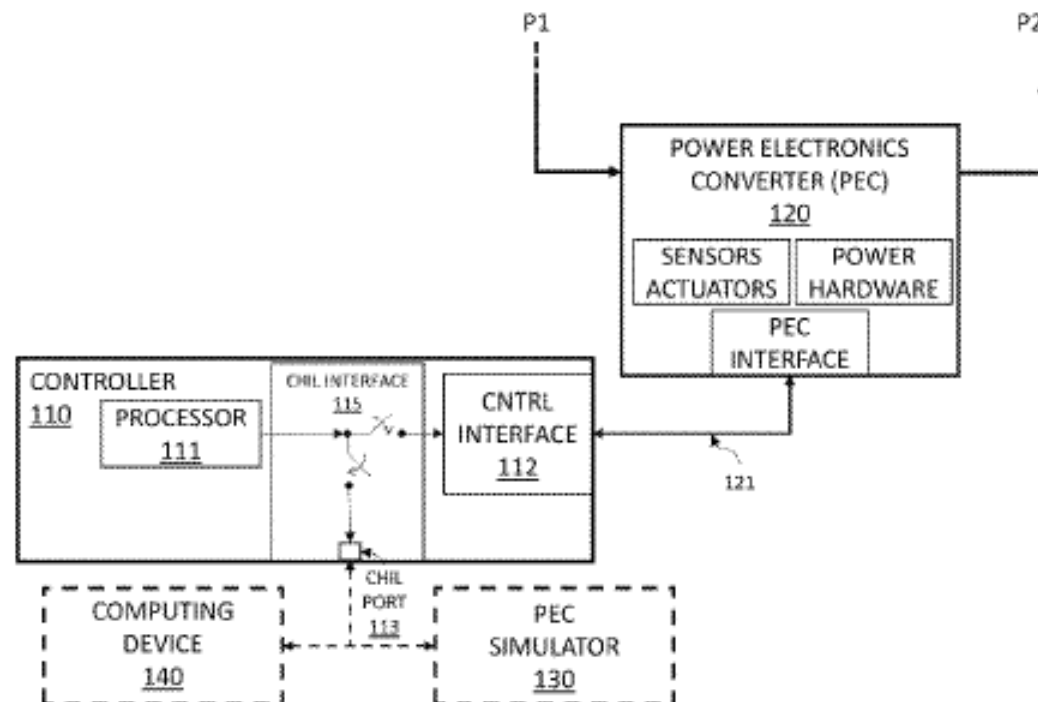 P1
P2
POWER ELECTRONICS
CONVERTER (PEC)
120
SENSORS
ACTUATORS
POWER
HARDWARE
PEC
INTERFACE
CONTROLLER
110
PROCESSOR
111
CHIL INTERFACE
115
CNTRL
INTERFACE
112
121
CHIL
PORT
113
COMPUTING
DEVICE
140
PEC
SIMULATOR
130